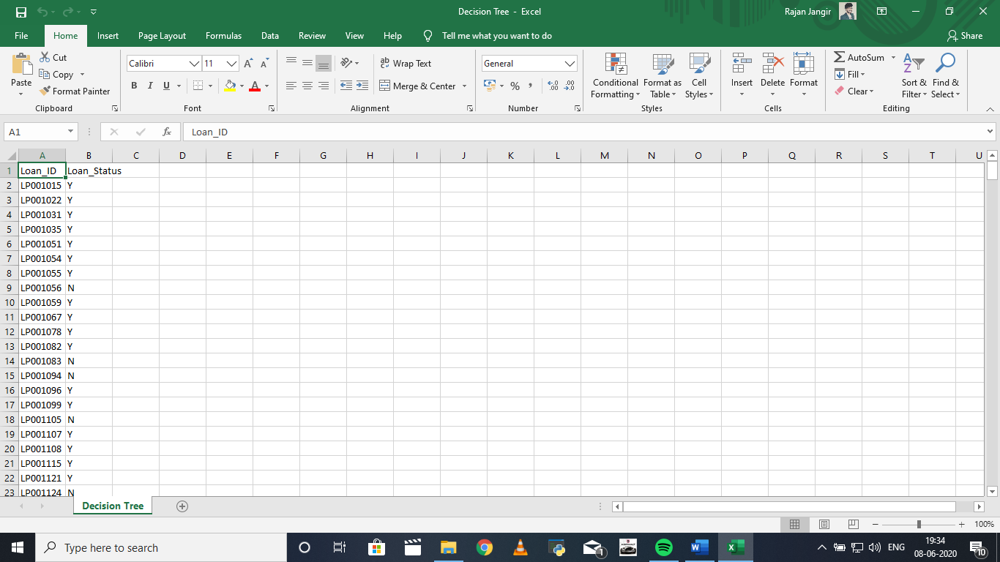 Decision Tree - Excel
Rajan Jangir
File Home Insert Page Layout Formulas Data Review View Help Tell me what you want to do Share
Paste Cut Copy Format Painter
Clipboard
Calibri 11 A A
B I U A
Font
ab Wrap Text
Merge & Center
Alignment
General
% , .00 .00
Number
Conditional Formatting Format as Table Cell Styles
Styles
Insert Delete Format
Cells
AutoSum Fill Clear
Sort & Filter Find & Select
Editing
A1 fx Loan_ID
A B C D E F G H I J K L M N O P Q R S T U
1 Loan_ID Loan_Status
2 LP001015 Y
3 LP001022 Y
4 LP001031 Y
5 LP001035 Y
6 LP001051 Y
7 LP001054 Y
8 LP001055 Y
9 LP001056 N
10 LP001059 Y
11 LP001067 Y
12 LP001078 Y
13 LP001082 Y
14 LP001083 N
15 LP001094 N
16 LP001096 Y
17 LP001099 Y
18 LP001105 N
19 LP001107 Y
20 LP001108 Y
21 LP001115 Y
22 LP001121 Y
23 LP001124 N
Decision Tree
100%
Type here to search
1
ENG
19:34
08-06-2020
10